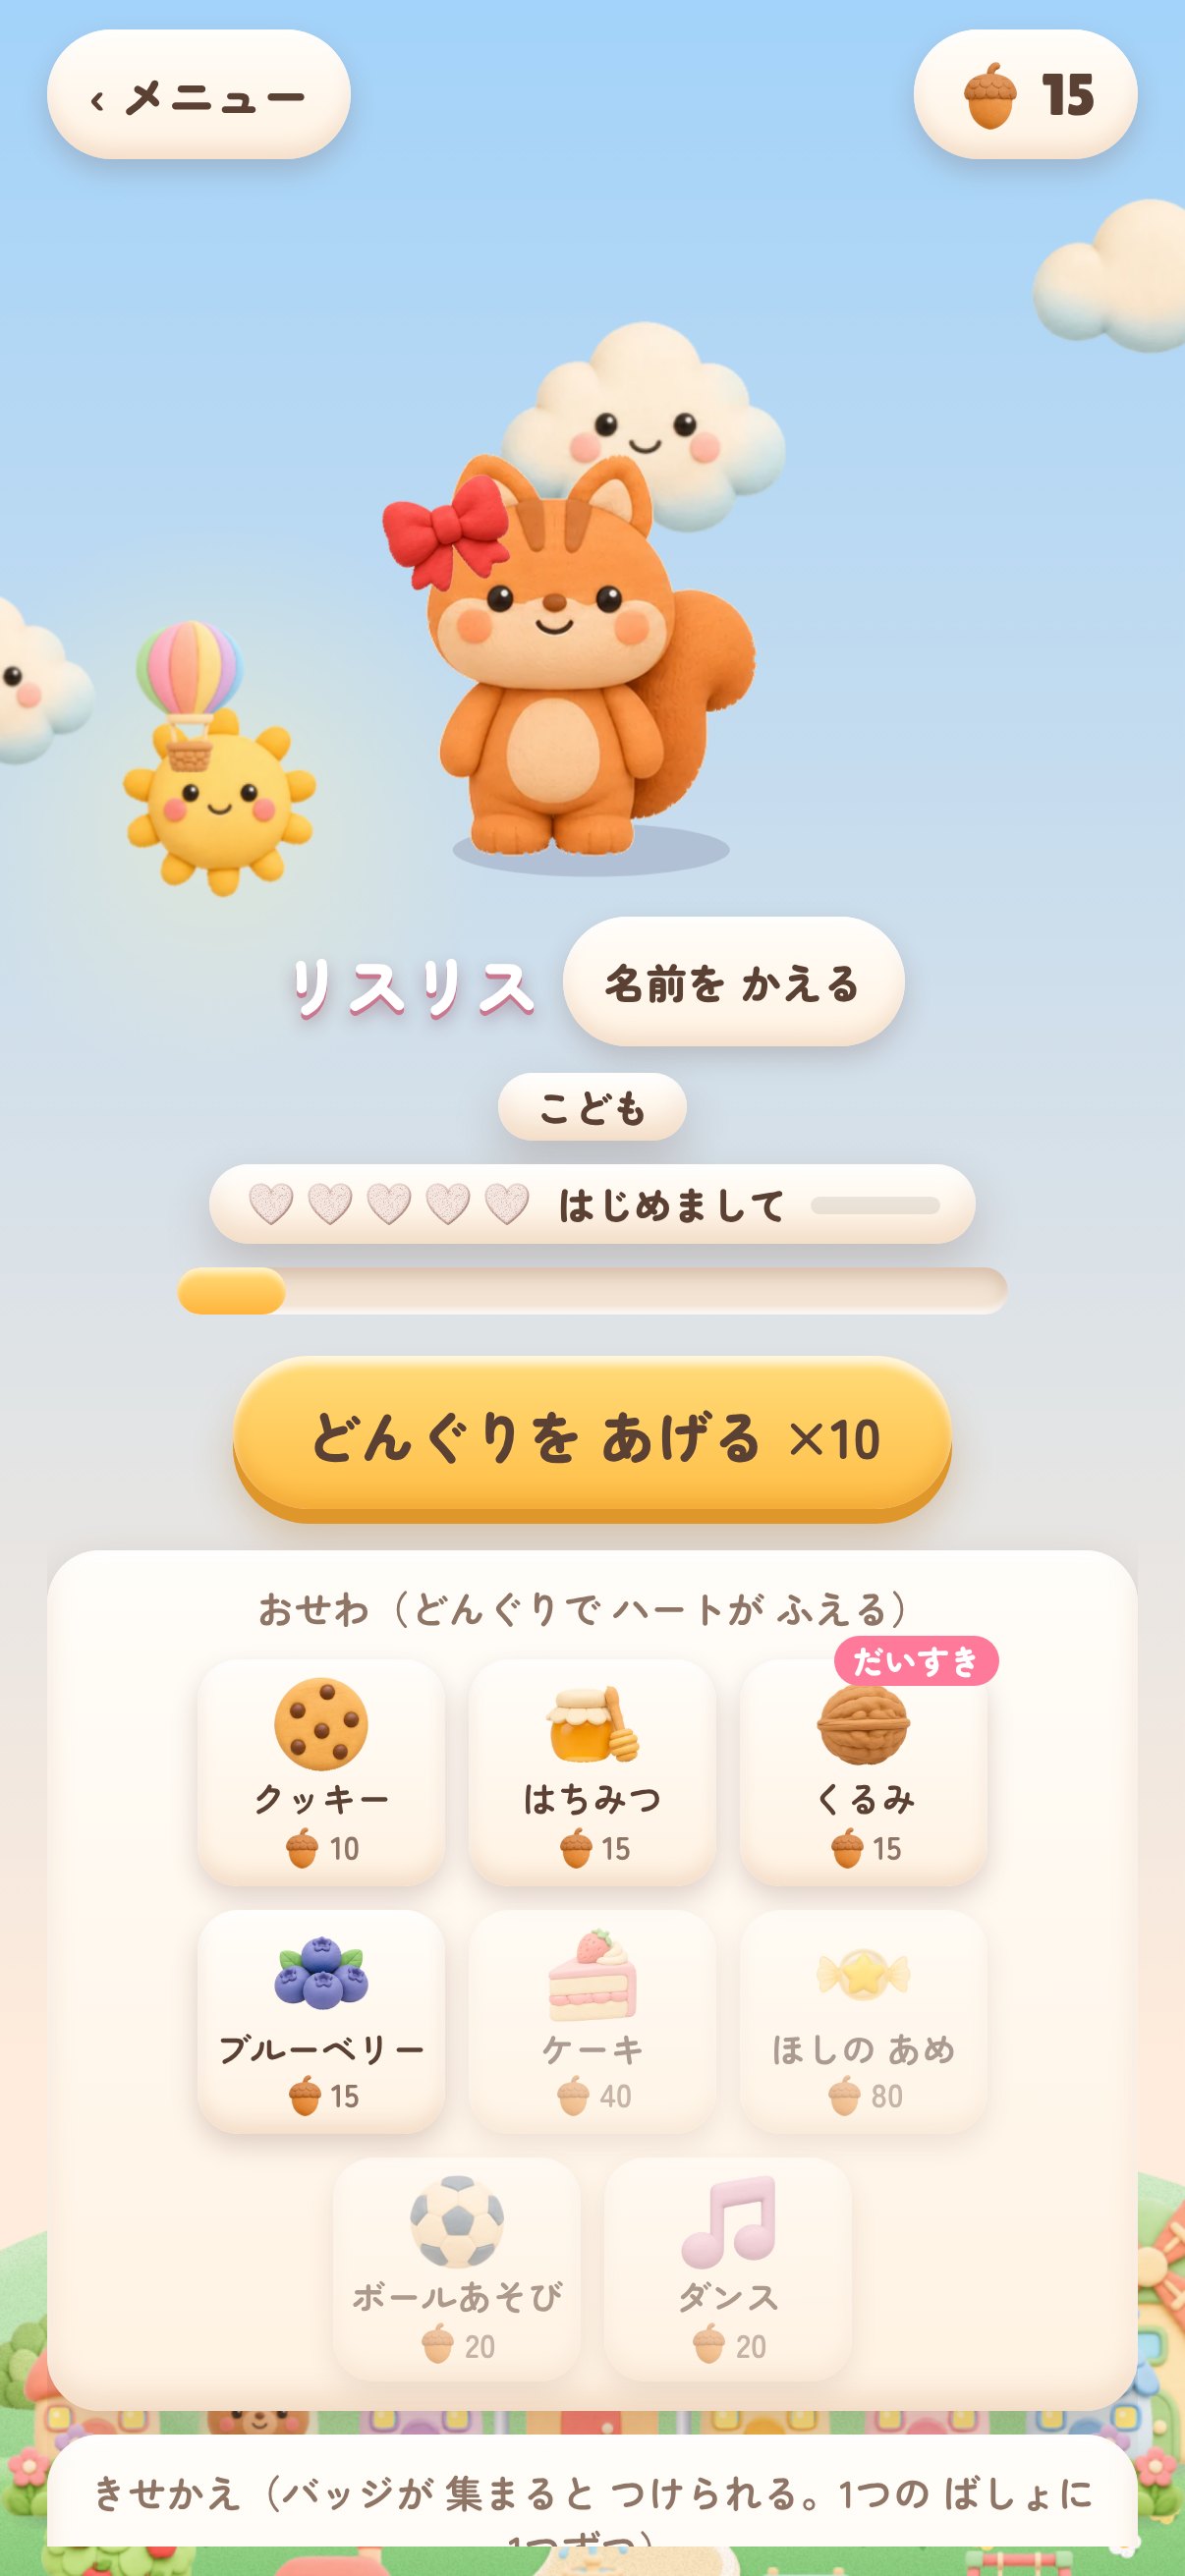 ‹ メニュー
15
リスリス
名前を かえる
こども
はじめまして
どんぐりを あげる ×10
おせわ（どんぐりで ハートが ふえる）
だいすき
クッキー
はちみつ
くるみ
10
15
15
ブルーベリー
ケーキ
ほしの あめ
15
40
80
ボールあそび
ダンス
20
20
きせかえ（バッジが 集まると つけられる。1つの ばしょに
1つずつ）